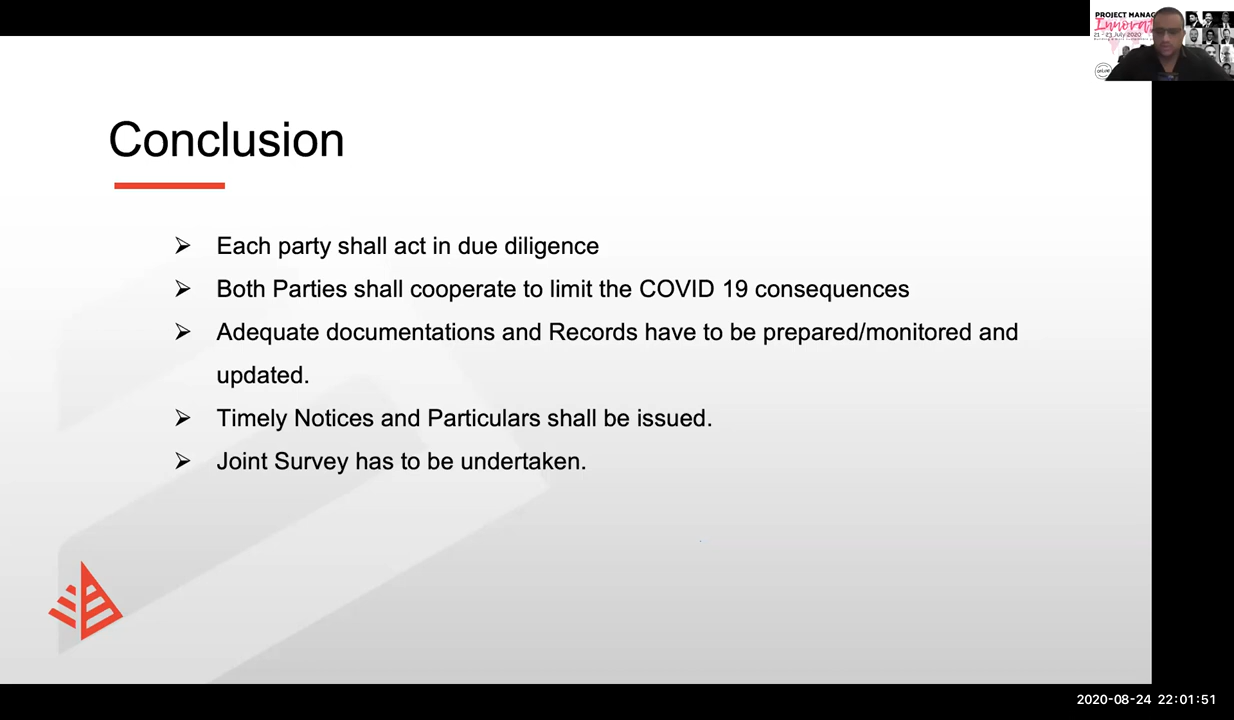 PROJECT MANAG
Innovat
21 - 23 July 2020
Conclusion
➢ Each party shall act in due diligence
➢ Both Parties shall cooperate to limit the COVID 19 consequences
➢ Adequate documentations and Records have to be prepared/monitored and
updated.
➢ Timely Notices and Particulars shall be issued.
➢ Joint Survey has to be undertaken.
2020-08-24 22:01:51